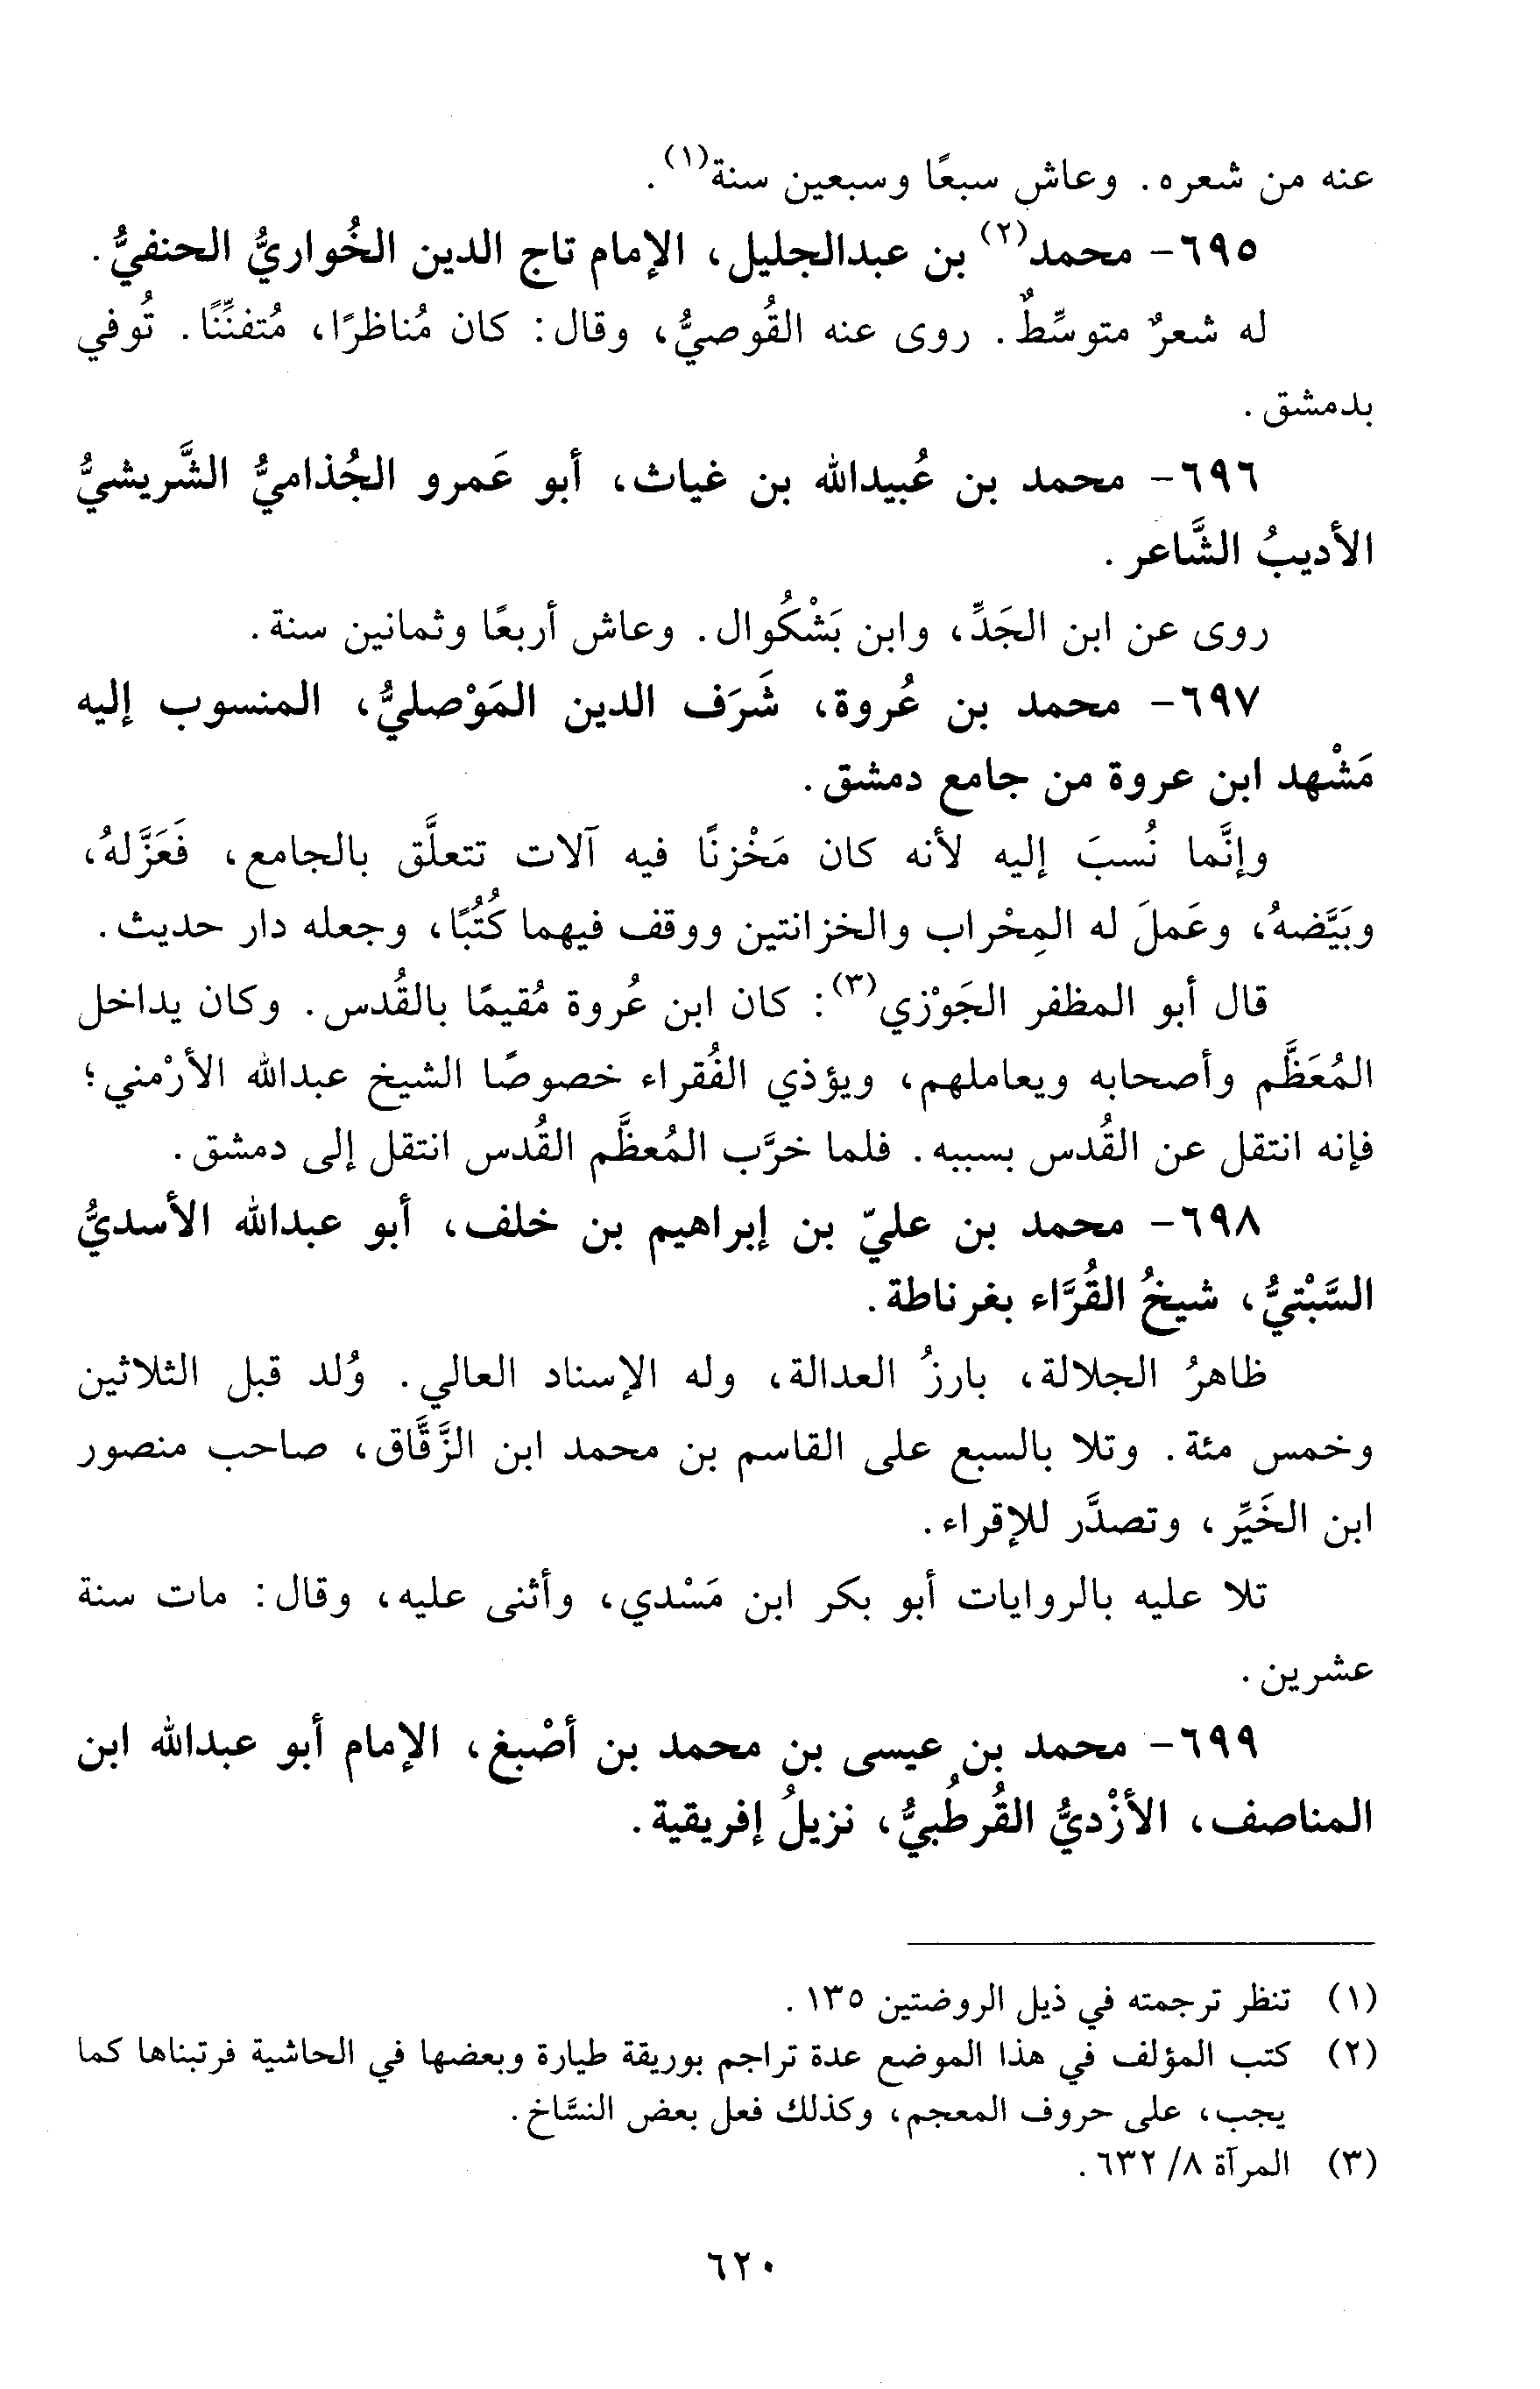 عنه من شعره. وعاش سبعًا وسبعين سنة(١).
٦٩٥- محمد(٢) بن عبدالجليل، الإمام تاج الدين الخُواريُّ الحنفيُّ.
له شعرٌ متوسِّطٌ. روى عنه القُوصيُّ، وقال: كان مُناظرًا، مُتفنِّنًا. تُوفي
بدمشق.
٦٩٦- محمد بن عُبيدالله بن غياث، أبو عَمرو الجُذاميُّ الشَّريشيُّ
الأديبُ الشَّاعر.
روى عن ابن الجَدِّ، وابن بَشْكُوال. وعاش أربعًا وثمانين سنة.
٦٩٧- محمد بن عُروة، شَرَف الدين المَوْصليُّ، المنسوب إليه
مَشْهد ابن عروة من جامع دمشق.
وإنَّما نُسبَ إليه لأنه كان مَخْزنًا فيه آلات تتعلَّق بالجامع، فَعَزَّلهُ،
وبَيَّضهُ، وعَملَ له المِحْراب والخزانتين ووقف فيهما كُتُبًا، وجعله دار حديث.
قال أبو المظفر الجَوْزي(٣): كان ابن عُروة مُقيمًا بالقُدس. وكان يداخل
المُعَظَّم وأصحابه ويعاملهم، ويؤذي الفُقراء خصوصًا الشيخ عبدالله الأرْمني؛
فإنه انتقل عن القُدس بسببه. فلما خرَّب المُعظَّم القُدس انتقل إلى دمشق.
٦٩٨- محمد بن عليّ بن إبراهيم بن خلف، أبو عبدالله الأسديُّ
السَّبْتيُّ، شيخُ القُرَّاء بغرناطة.
ظاهرُ الجلالة، بارزُ العدالة، وله الإسناد العالي. وُلد قبل الثلاثين
وخمس مئة. وتلا بالسبع على القاسم بن محمد ابن الزَّقَّاق، صاحب منصور
ابن الخَيِّر، وتصدَّر للإقراء.
تلا عليه بالروايات أبو بكر ابن مَسْدي، وأثنى عليه، وقال: مات سنة
عشرين.
٦٩٩- محمد بن عيسى بن محمد بن أصْبغ، الإمام أبو عبدالله ابن
المناصف، الأزْديُّ القُرطُبيُّ، نزيلُ إفريقية.
(١) تنظر ترجمته في ذيل الروضتين ١٣٥.
(٢) كتب المؤلف في هذا الموضع عدة تراجم بوريقة طيارة وبعضها في الحاشية فرتبناها كما
يجب، على حروف المعجم، وكذلك فعل بعض النسَّاخ.
(٣) المرآة ٨/ ٦٣٢.
٦٢٠